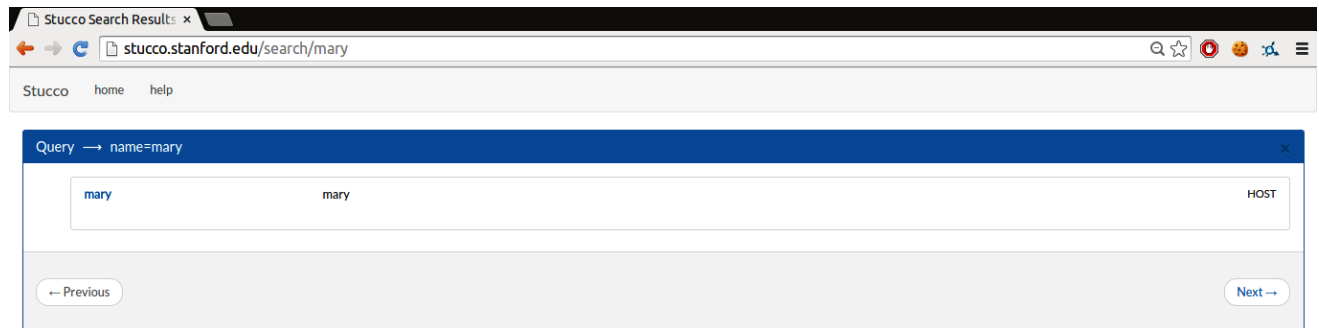 Stucco Search Results ×
stucco.stanford.edu/search/mary
Stucco home help
Query ⟶ name=mary ×
mary mary HOST
← Previous Next →